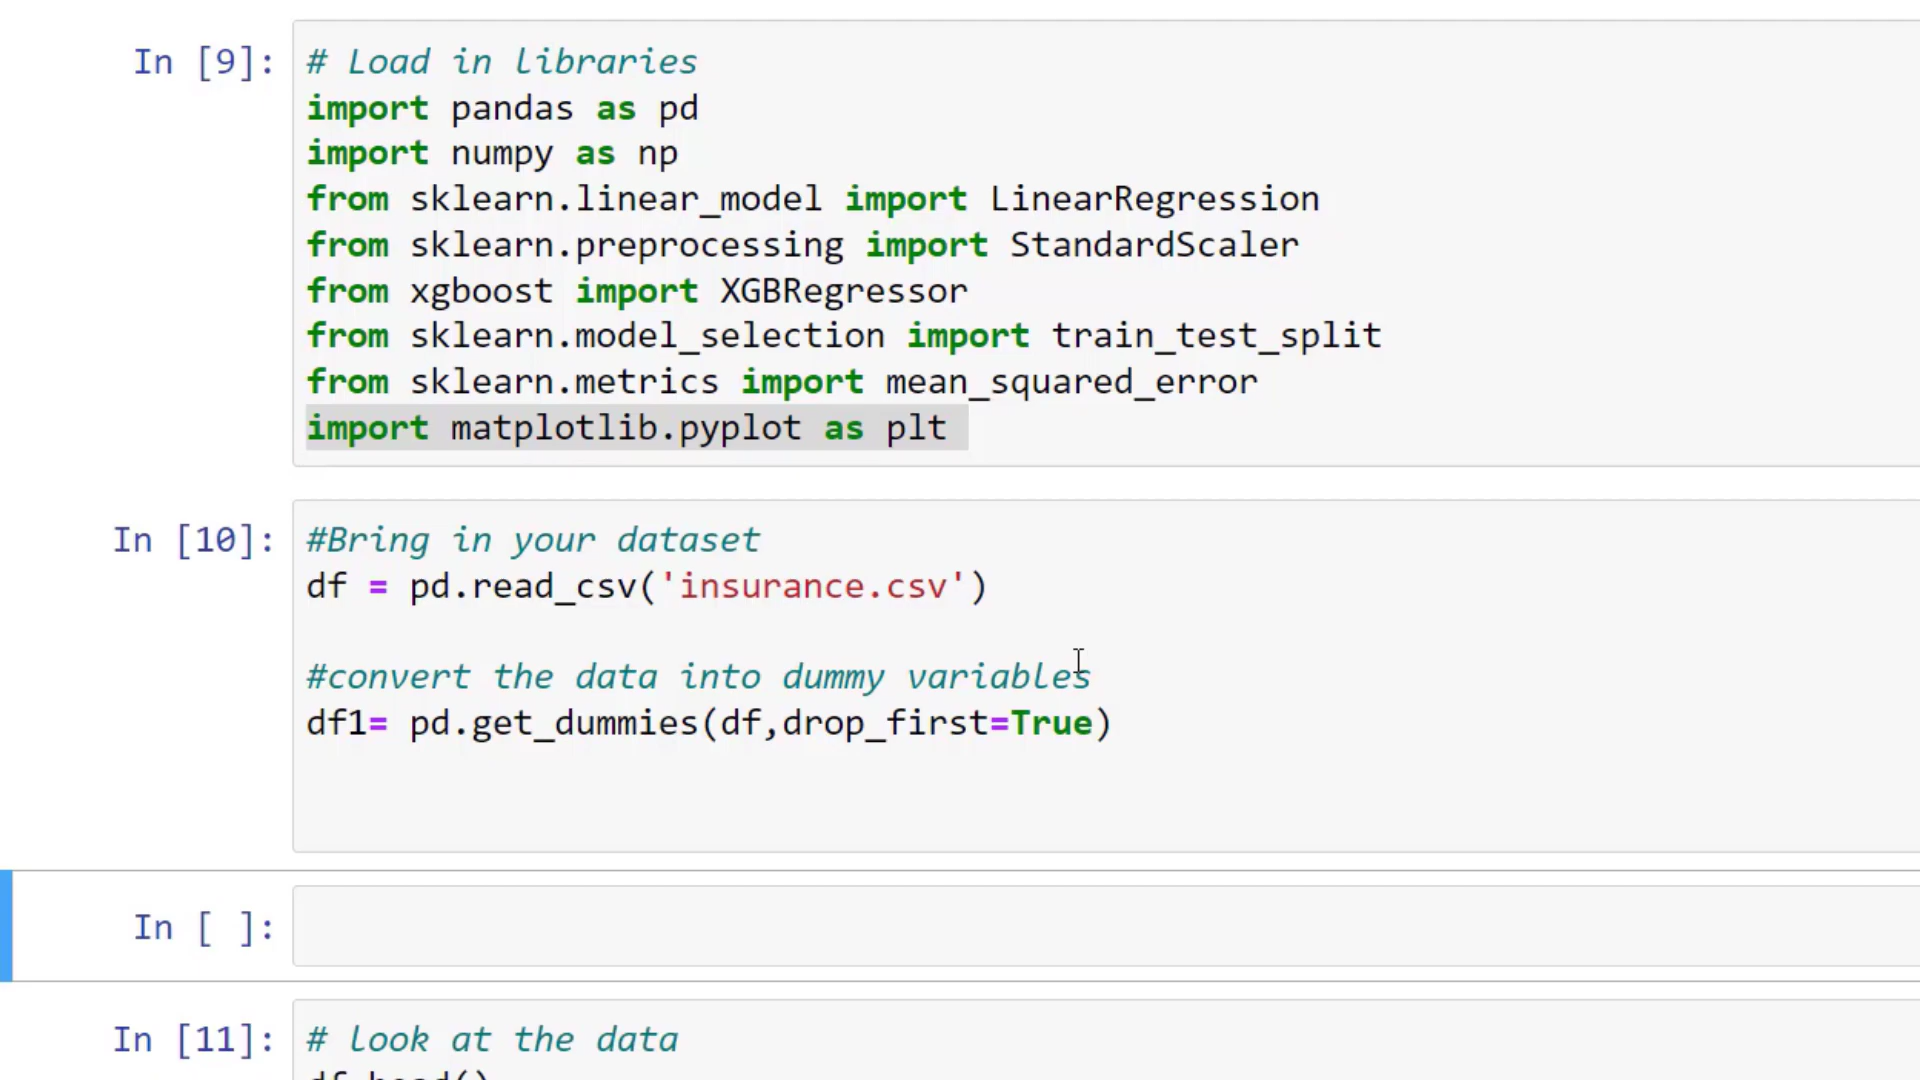 In [9]:
# Load in libraries
import pandas as pd
import numpy as np
from sklearn.linear_model import LinearRegression
from sklearn.preprocessing import StandardScaler
from xgboost import XGBRegressor
from sklearn.model_selection import train_test_split
from sklearn.metrics import mean_squared_error
import matplotlib.pyplot as plt
In [10]:
#Bring in your dataset
df = pd.read_csv('insurance.csv')
#convert the data into dummy variables
df1= pd.get_dummies(df,drop_first=True)
In [ ]:
In [11]:
# look at the data
df.head()